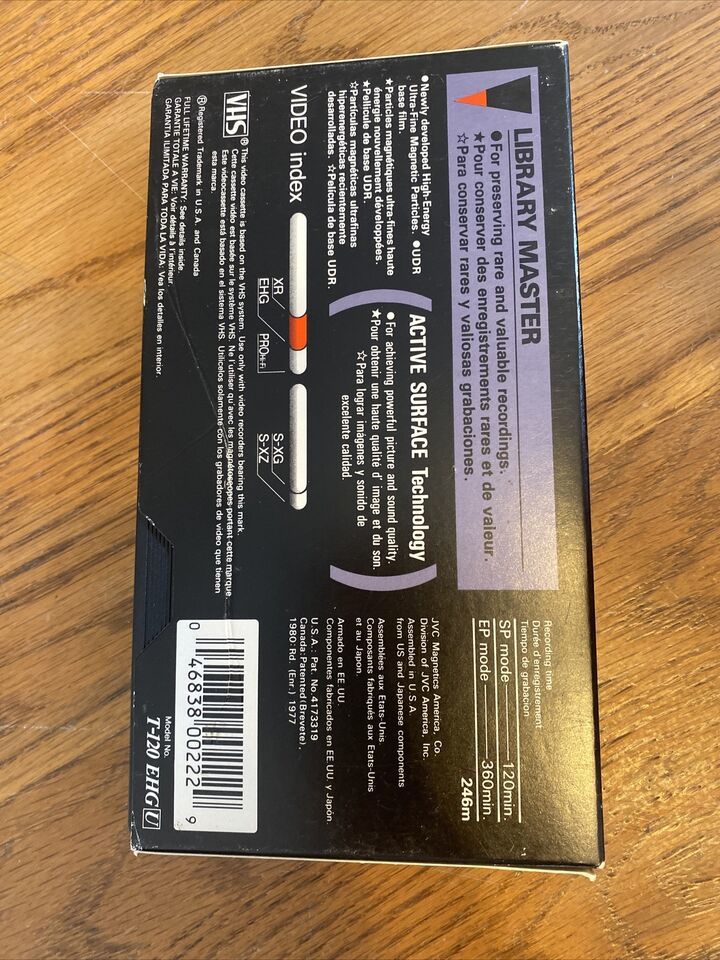 LIBRARY MASTER
●For preserving rare and valuable recordings.
★Pour conserver des enregistrements rares et de valeur.
☆Para conservar rares y valiosas grabaciones.
●Newly developed High-Energy
Ultra-Fine Magnetic Particles. ●UDR
base film.
★Particles magnétiques ultra-fines haute
énergie nouvellement développées.
★Pellicule de base UDR.
☆Partículas magnéticas ultrafinas
hiperenergéticas recientemente
desarrolladas. ☆Película de base UDR.
ACTIVE SURFACE Technology
●For achieving powerful picture and sound quality.
★Pour obtenir une haute qualité d' image et du son.
☆Para lograr imágenes y sonido de
excelente calidad.
VIDEO index
XR
EHG
PRO Hi-Fi
S-XG
S-XZ
VHS® This video cassette is based on the VHS system. Use only with video recorders bearing this mark.
Cette cassette vidéo est basée sur le système VHS. Ne l'utiliser qu'avec les magnétoscopes portant cette marque.
Este videocassette está basado en el sistema VHS. Utilícelos solamente con los grabadores de video que tienen
esta marca.
® Registered Trademark in U.S.A. and Canada
FULL LIFETIME WARRANTY: See details inside.
GARANTIE TOTALE A VIE: Voir détails à l'intérieur.
GARANTIA ILIMITADA PARA TODA LA VIDA: Vea los detalles en interior.
Recording time
Durée d'enregistrement
Tiempo de grabacion
SP mode 120min.
EP mode 360min.
246m
JVC Magnetics America, Co.
Division of JVC America, Inc.
Assembled in U.S.A.
from US and Japanese components
Assemblées aux Etats-Unis
Composants fabriqués aux Etats-Unis
et au Japon.
Armado en EE.UU.
Componentes fabricados en EE.UU y Japón.
U.S.A.: Pat. No.4173319
Canada:Patented(Brevete),
1980:Rd. (Enr.) 1977
0 46838 00222 9
Model No.
T-120 EHG U